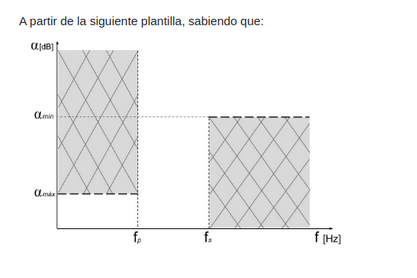 A partir de la siguiente plantilla, sabiendo que:
α[dB]
αmín
αmáx
fp fs f [Hz]